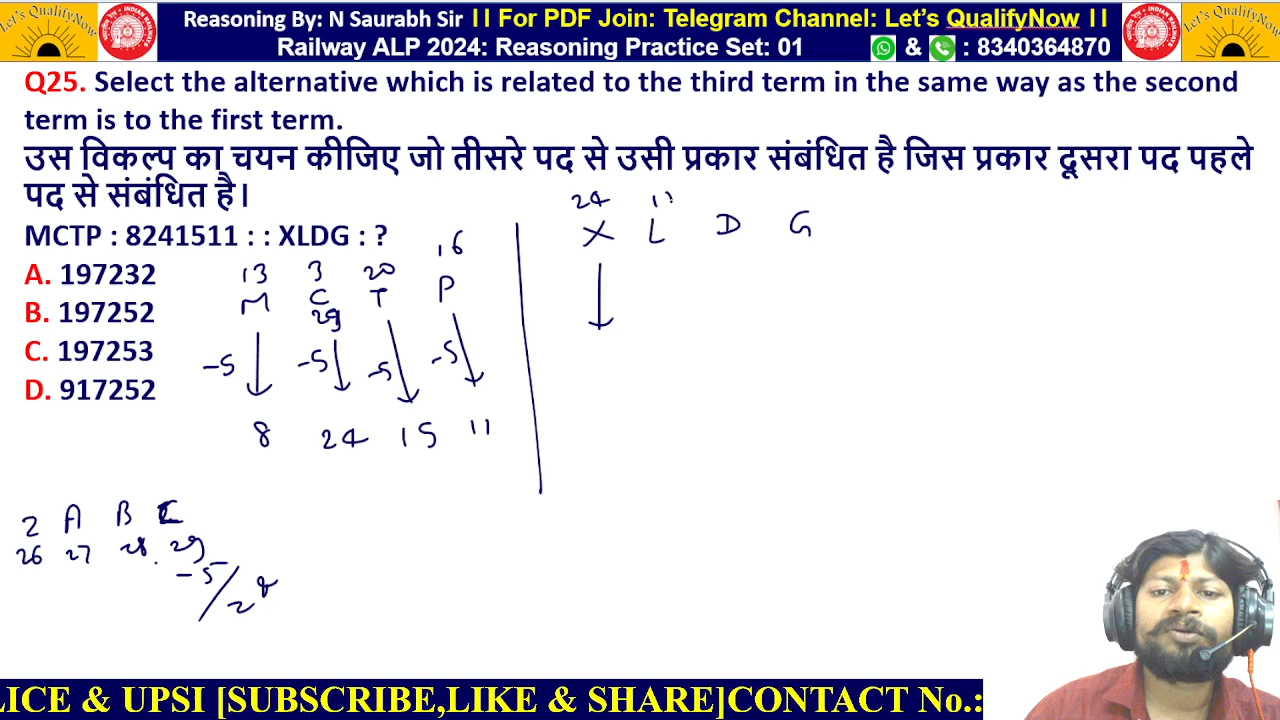 Let's QualifyNow
Reasoning By: N Saurabh Sir II For PDF Join: Telegram Channel: Let's QualifyNow II
Railway ALP 2024: Reasoning Practice Set: 01 & : 8340364870
Let's QualifyNow
Q25. Select the alternative which is related to the third term in the same way as the second
term is to the first term.
उस विकल्प का चयन कीजिए जो तीसरे पद से उसी प्रकार संबंधित है जिस प्रकार दूसरा पद पहले
पद से संबंधित है।
MCTP : 8241511 : : XLDG : ?
A. 197232
B. 197252
C. 197253
D. 917252
13 3 20 16
M C T P
29
-5 -5 -5 -5
8 24 15 11
24
X L D G
Z A B C
26 27 28 29
-5
LICE & UPSI [SUBSCRIBE,LIKE & SHARE]CONTACT No.: